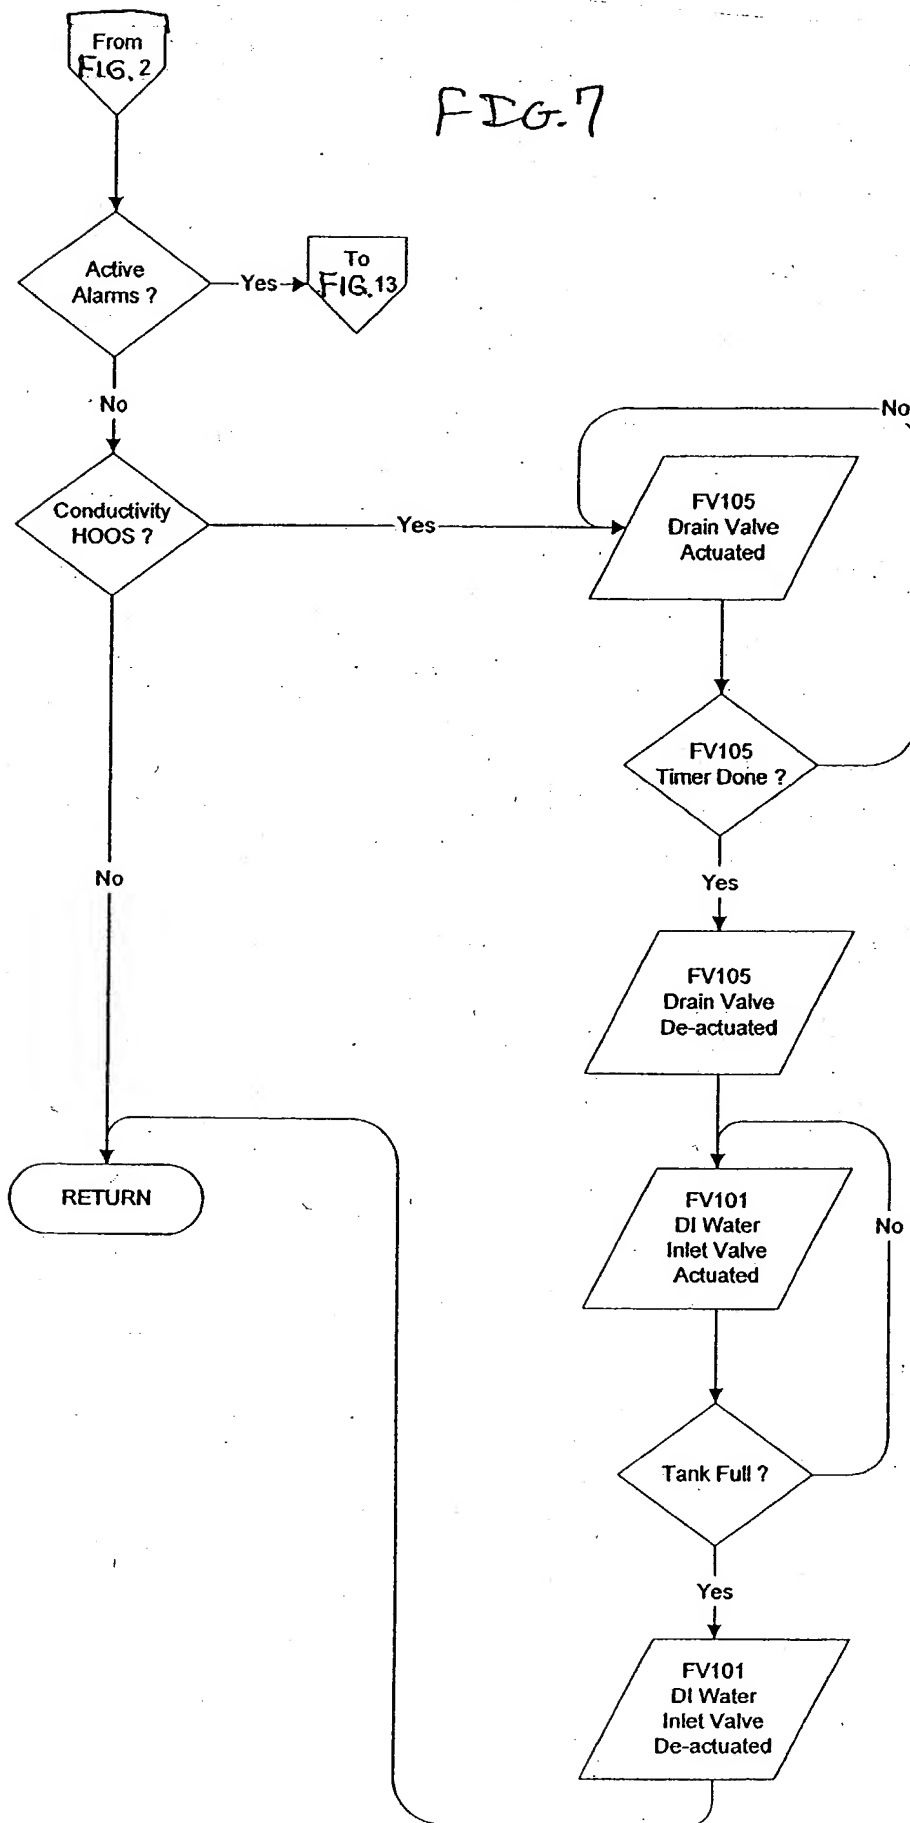 From
FIG. 2
FIG. 7
Active
Alarms ?
Yes
To
FIG. 13
No
Conductivity
HOOS ?
Yes
No
FV105
Drain Valve
Actuated
FV105
Timer Done ?
No
Yes
FV105
Drain Valve
De-actuated
RETURN
FV101
DI Water
Inlet Valve
Actuated
No
Tank Full ?
Yes
FV101
DI Water
Inlet Valve
De-actuated